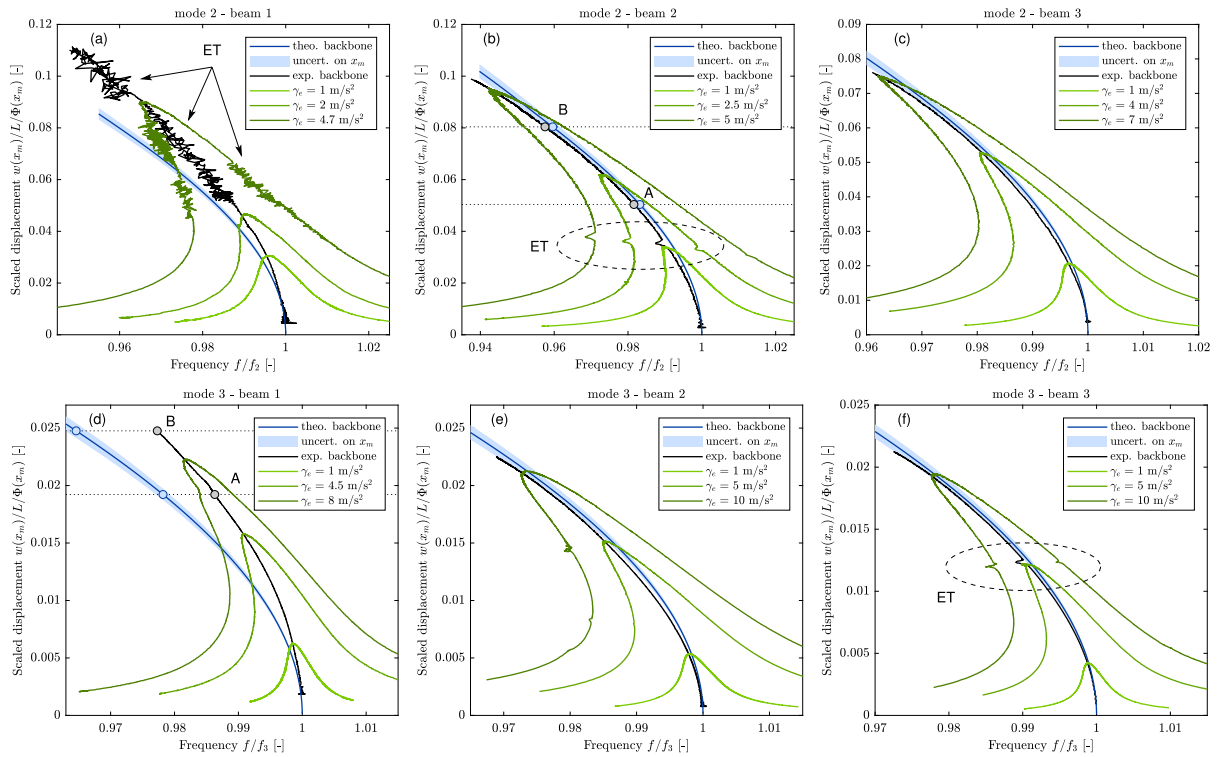 mode 2 - beam 1
(a)
ET
theo. backbone
uncert. on x_m
exp. backbone
γ_e = 1 m/s²
γ_e = 2 m/s²
γ_e = 4.7 m/s²
0.12
0.1
0.08
0.06
0.04
0.02
0
0.96
0.98
1
1.02
Scaled displacement w(x_m)/L/Φ(x_m) [-]
Frequency f/f_2 [-]
mode 2 - beam 2
(b)
B
A
ET
theo. backbone
uncert. on x_m
exp. backbone
γ_e = 1 m/s²
γ_e = 2.5 m/s²
γ_e = 5 m/s²
0.12
0.1
0.08
0.06
0.04
0.02
0
0.94
0.96
0.98
1
1.02
Scaled displacement w(x_m)/L/Φ(x_m) [-]
Frequency f/f_2 [-]
mode 2 - beam 3
(c)
theo. backbone
uncert. on x_m
exp. backbone
γ_e = 1 m/s²
γ_e = 4 m/s²
γ_e = 7 m/s²
0.09
0.08
0.07
0.06
0.05
0.04
0.03
0.02
0.01
0
0.96
0.97
0.98
0.99
1
1.01
1.02
Scaled displacement w(x_m)/L/Φ(x_m) [-]
Frequency f/f_2 [-]
mode 3 - beam 1
(d)
B
A
theo. backbone
uncert. on x_m
exp. backbone
γ_e = 1 m/s²
γ_e = 4.5 m/s²
γ_e = 8 m/s²
0.025
0.02
0.015
0.01
0.005
0
0.97
0.98
0.99
1
1.01
Scaled displacement w(x_m)/L/Φ(x_m) [-]
Frequency f/f_3 [-]
mode 3 - beam 2
(e)
theo. backbone
uncert. on x_m
exp. backbone
γ_e = 1 m/s²
γ_e = 5 m/s²
γ_e = 10 m/s²
0.025
0.02
0.015
0.01
0.005
0
0.97
0.98
0.99
1
1.01
Scaled displacement w(x_m)/L/Φ(x_m) [-]
Frequency f/f_3 [-]
mode 3 - beam 3
(f)
ET
theo. backbone
uncert. on x_m
exp. backbone
γ_e = 1 m/s²
γ_e = 5 m/s²
γ_e = 10 m/s²
0.025
0.02
0.015
0.01
0.005
0
0.97
0.98
0.99
1
1.01
Scaled displacement w(x_m)/L/Φ(x_m) [-]
Frequency f/f_3 [-]